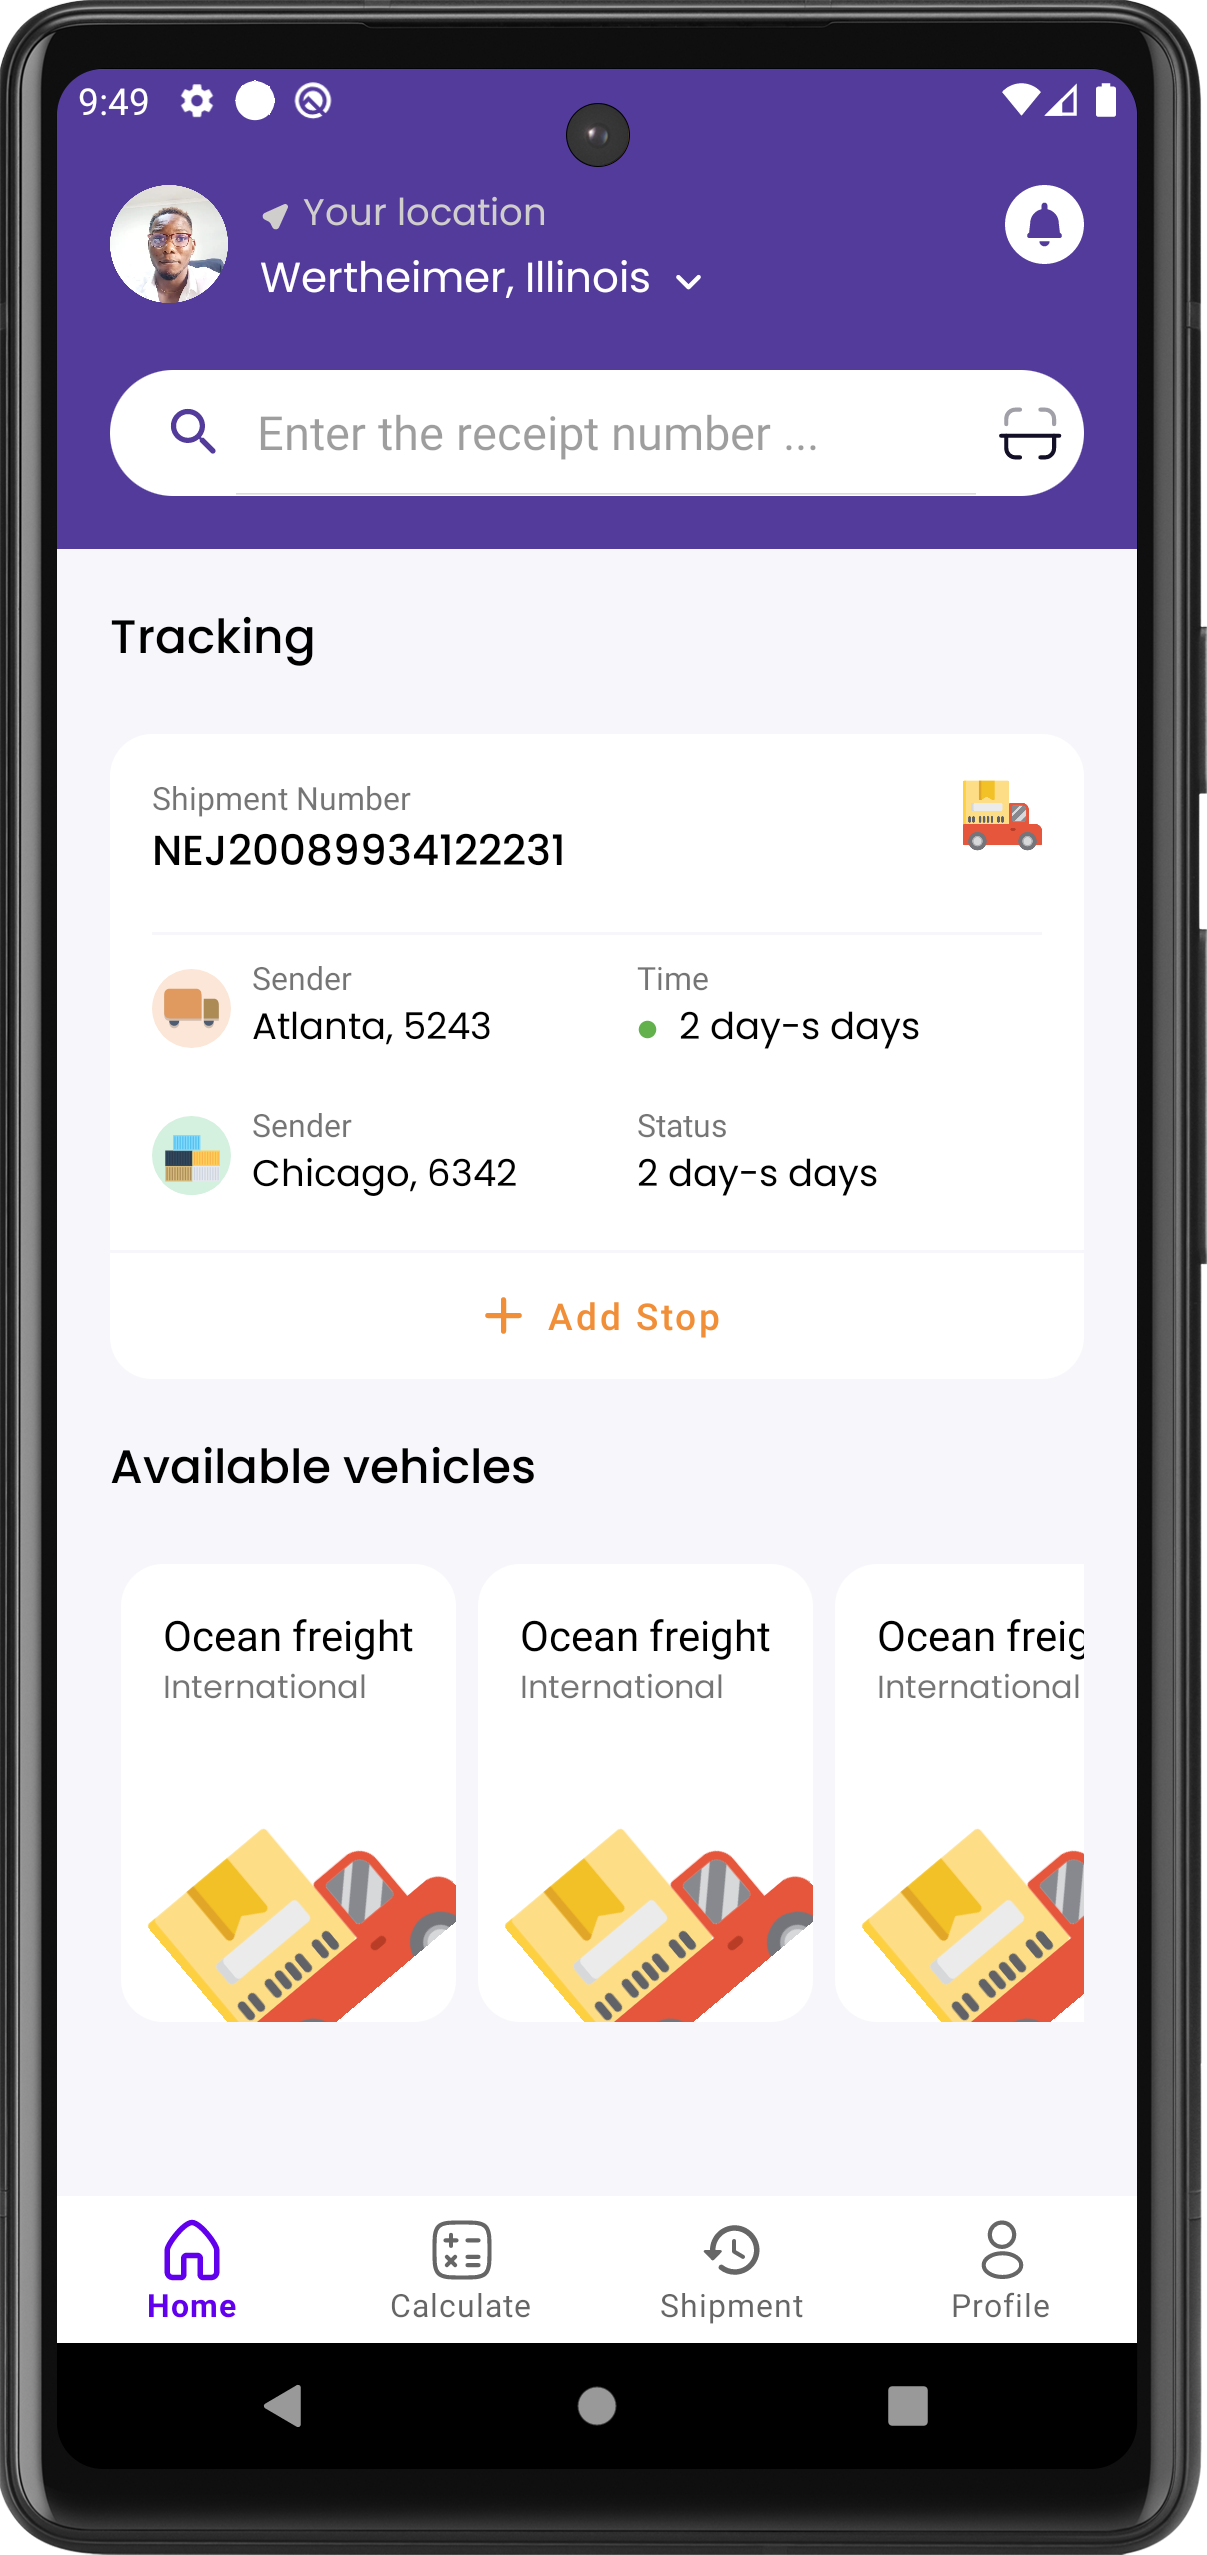 9:49
Your location
Wertheimer, Illinois
Enter the receipt number ...
Tracking
Shipment Number
NEJ20089934122231
Sender
Time
Atlanta, 5243
2 day-s days
Sender
Status
Chicago, 6342
2 day-s days
Add Stop
Available vehicles
Ocean freight
Ocean freight
Ocean freig
International
International
International
Home
Calculate
Shipment
Profile